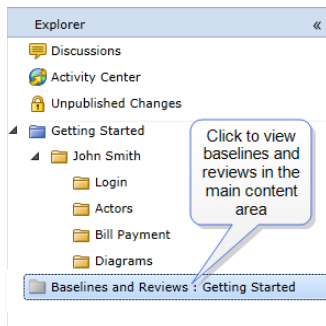 Explorer «
Discussions
Activity Center
Unpublished Changes
Getting Started
John Smith
Login
Actors
Bill Payment
Diagrams
Click to view
baselines and
reviews in the
main content
area
Baselines and Reviews : Getting Started